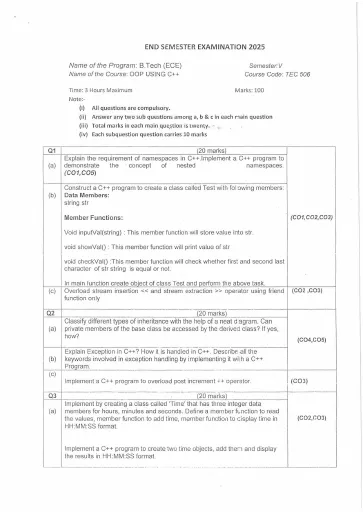 END SEMESTER EXAMINATION 2025
Name of the Program: B.Tech (ECE) Semester:V
Name of the Course: OOP USING C++ Course Code: TEC 506
Time: 3 Hours Maximum Marks: 100
Note:-
(i) All questions are compulsory.
(ii) Answer any two sub questions among a, b & c in each main question
(iii) Total marks in each main question is twenty.
(iv) Each subquestion question carries 10 marks
Q1 (20 marks)
(a) Explain the requirement of namespaces in C++.Implement a C++ program to
demonstrate the concept of nested namespaces.
(CO1,CO5)
(b) Construct a C++ program to create a class called Test with following members:
Data Members:
string str
Member Functions: (CO1,CO2,CO3)
Void inputVal(string) : This member function will store value into str.
void showVal() : This member function will print value of str
void checkVal() :This member function will check whether first and second last
character of str string is equal or not.
In main function create object of class Test and perform the above task.
(c) Overload stream insertion << and stream extraction >> operator using friend (CO2 ,CO3)
function only
Q2 (20 marks)
(a) Classify different types of inheritance with the help of a neat diagram. Can
private members of the base class be accessed by the derived class? If yes,
how? (CO4,CO5)
(b) Explain Exception in C++? How it is handled in C++. Describe all the
keywords involved in exception handling by implementing it with a C++
Program.
(c)
Implement a C++ program to overload post increment ++ operator. (CO3)
Q3 (20 marks)
(a) Implement by creating a class called 'Time' that has three integer data
members for hours, minutes and seconds. Define a member function to read
the values, member function to add time, member function to display time in (CO2,CO3)
HH:MM:SS format.
Implement a C++ program to create two time objects, add them and display
the results in HH:MM:SS format.